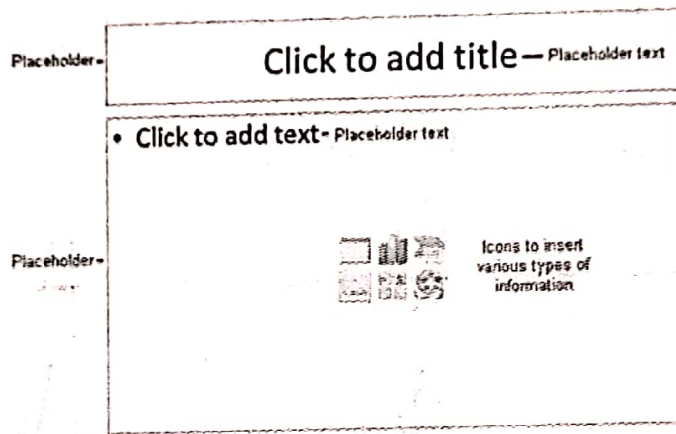 Placeholder-
Click to add title — Placeholder text
• Click to add text- Placeholder text
Placeholder-
Icons to insert
various types of
information